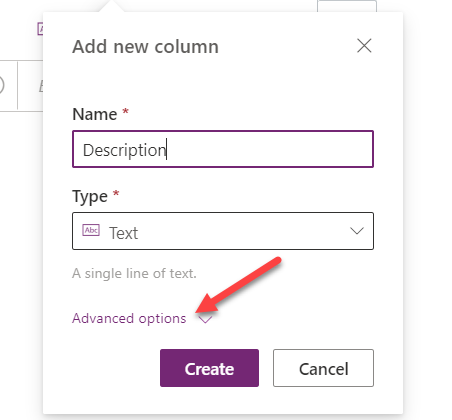 Add new column
Name *
Description
Type *
Abc Text
A single line of text.
Advanced options
Create Cancel